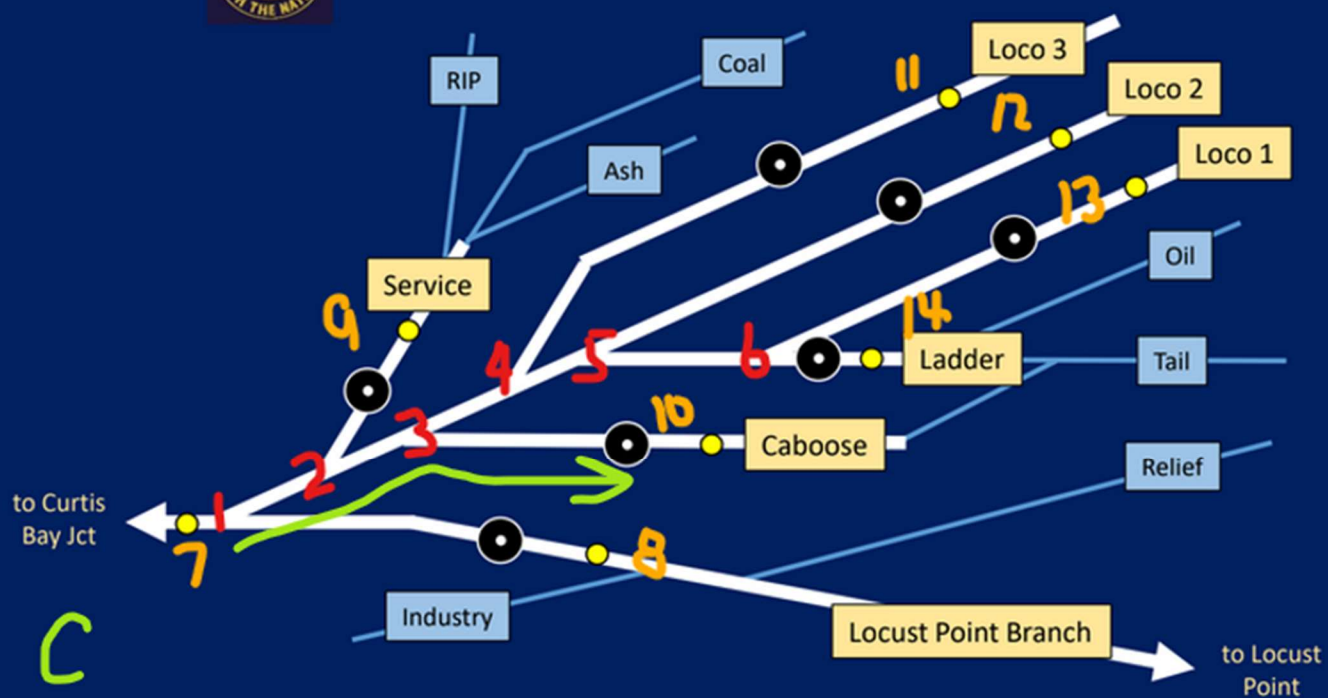 N THE NAT
Loco 3
Coal
11
RIP
Loco 2
12
Loco 1
Ash
13
Oil
Service
9
14
4
5
6
Ladder
Tail
10
3
Caboose
2
Relief
to Curtis
Bay Jct
1
7
8
Industry
C
Locust Point Branch
to Locust
Point